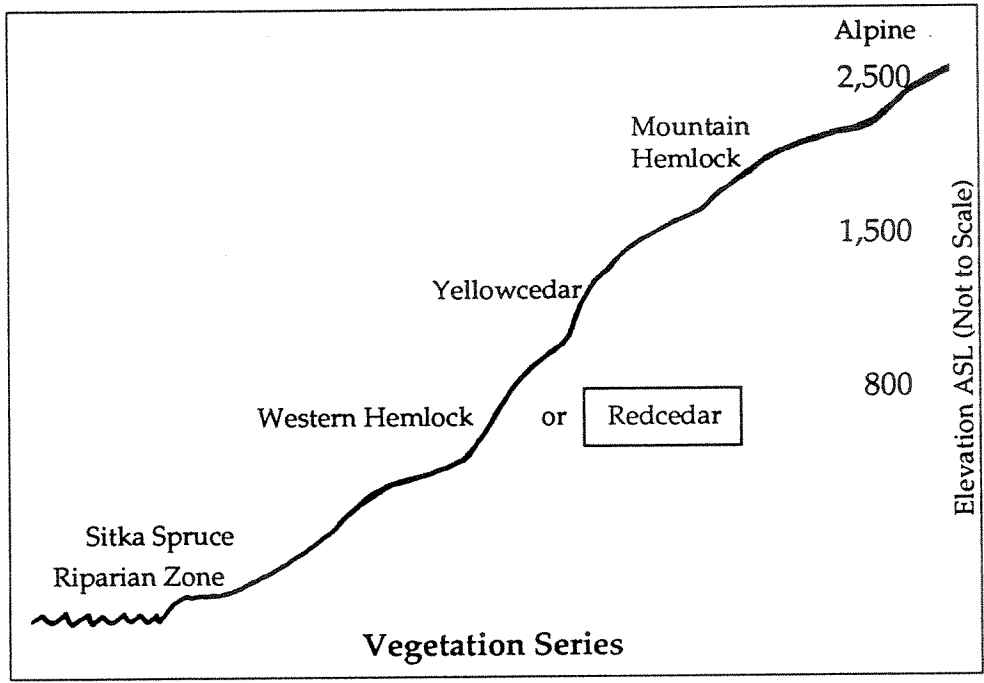 Alpine
2,500
Mountain
Hemlock
1,500
Yellowcedar
800
Western Hemlock or Redcedar
Sitka Spruce
Riparian Zone
Elevation ASL (Not to Scale)
Vegetation Series